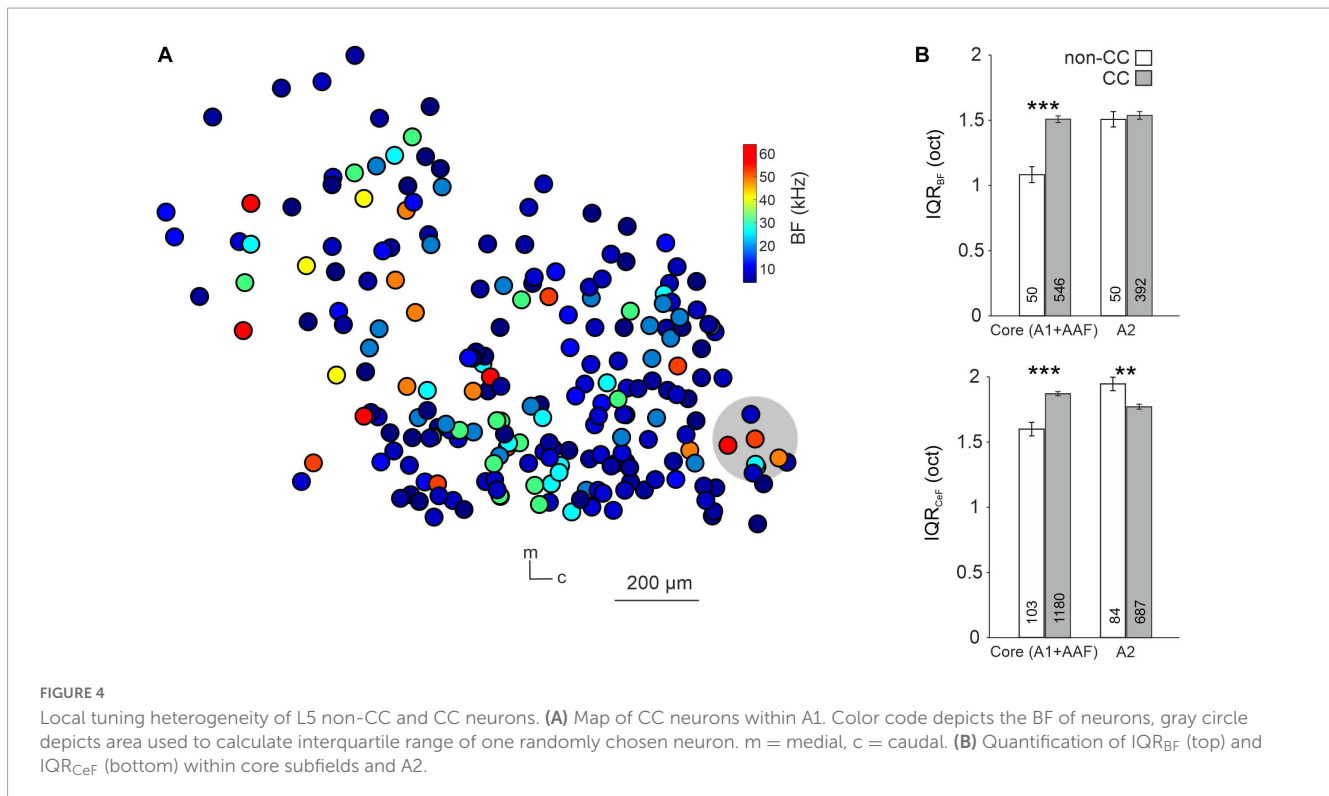 A
60
50
40
30
20
10
BF (kHz)
m
c
200 µm
B
non-CC
CC
2
1.5
1
0.5
0
IQR_BF (oct)
***
50
546
50
392
Core (A1+AAF)
A2
2
1.5
1
0.5
0
IQR_CeF (oct)
***
**
103
1180
84
687
Core (A1+AAF)
A2
FIGURE 4
Local tuning heterogeneity of L5 non-CC and CC neurons. (A) Map of CC neurons within A1. Color code depicts the BF of neurons, gray circle
depicts area used to calculate interquartile range of one randomly chosen neuron. m = medial, c = caudal. (B) Quantification of IQR_BF (top) and
IQR_CeF (bottom) within core subfields and A2.